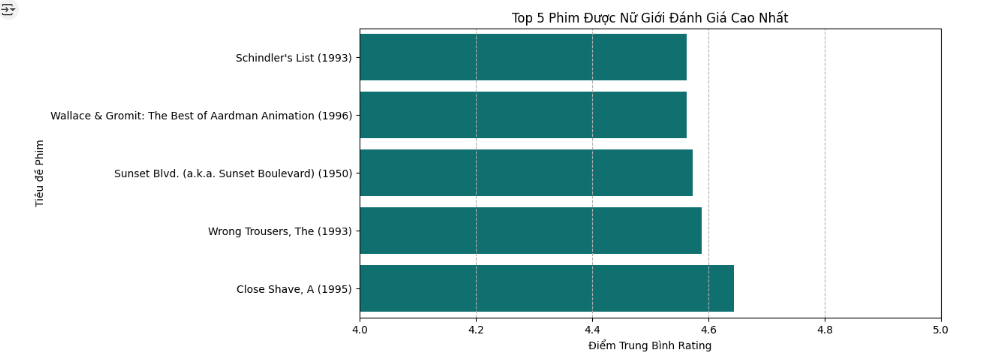 Top 5 Phim Được Nữ Giới Đánh Giá Cao Nhất
Tiêu đề Phim
Schindler's List (1993)
Wallace & Gromit: The Best of Aardman Animation (1996)
Sunset Blvd. (a.k.a. Sunset Boulevard) (1950)
Wrong Trousers, The (1993)
Close Shave, A (1995)
4.0 4.2 4.4 4.6 4.8 5.0
Điểm Trung Bình Rating